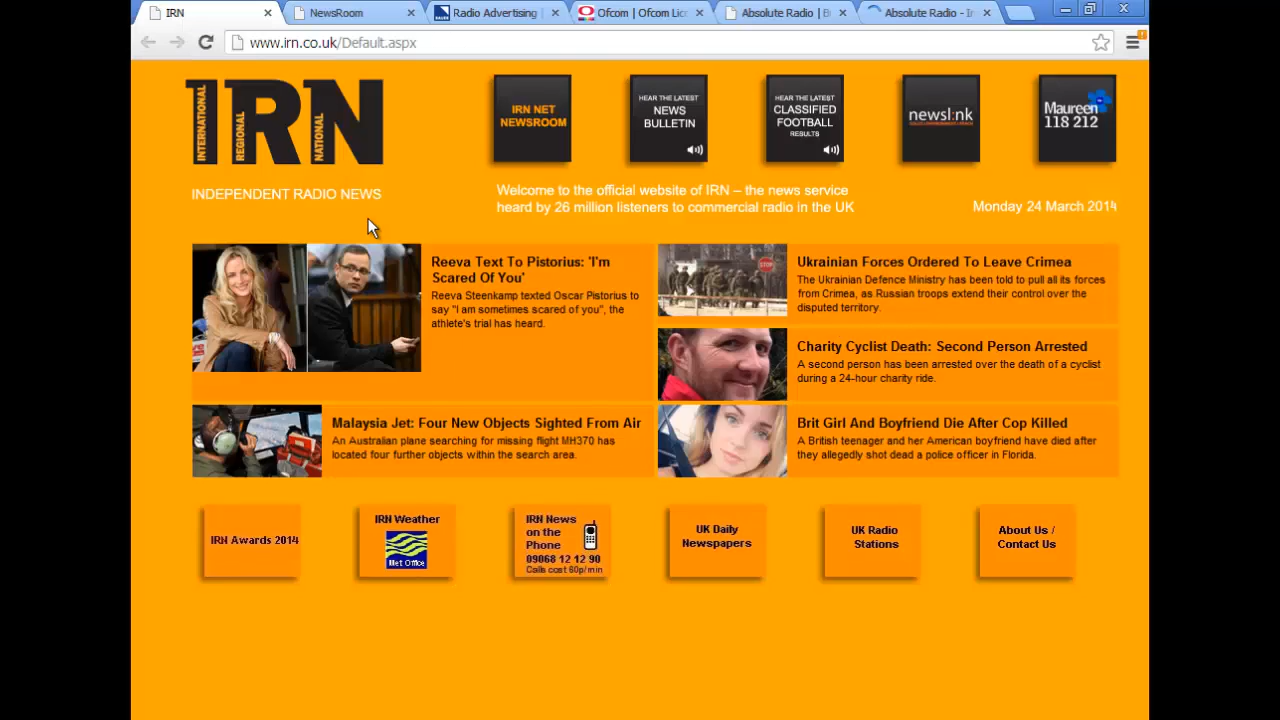 IRN
NewsRoom
Radio Advertising |
Ofcom | Ofcom Lice
Absolute Radio |
Absolute Radio - In
www.irn.co.uk/Default.aspx
INTERNATIONAL
REGIONAL
NATIONAL
IRN
INDEPENDENT RADIO NEWS
IRN NET
NEWSROOM
HEAR THE LATEST
NEWS
BULLETIN
HEAR THE LATEST
CLASSIFIED
FOOTBALL
RESULTS
newsl:nk
Maureen
118 212
Welcome to the official website of IRN – the news service
heard by 26 million listeners to commercial radio in the UK
Monday 24 March 2014
Reeva Text To Pistorius: 'I'm
Scared Of You'
Reeva Steenkamp texted Oscar Pistorius to
say "I am sometimes scared of you", the
athlete's trial has heard.
Ukrainian Forces Ordered To Leave Crimea
The Ukrainian Defence Ministry has been told to pull all its forces
from Crimea, as Russian troops extend their control over the
disputed territory.
STOP
Charity Cyclist Death: Second Person Arrested
A second person has been arrested over the death of a cyclist
during a 24-hour charity ride.
Malaysia Jet: Four New Objects Sighted From Air
An Australian plane searching for missing flight MH370 has
located four further objects within the search area.
Brit Girl And Boyfriend Die After Cop Killed
A British teenager and her American boyfriend have died after
they allegedly shot dead a police officer in Florida.
IRN Awards 2014
IRN Weather
Met Office
IRN News
on the
Phone
09068 12 12 90
Calls cost 60p/min
UK Daily
Newspapers
UK Radio
Stations
About Us /
Contact Us